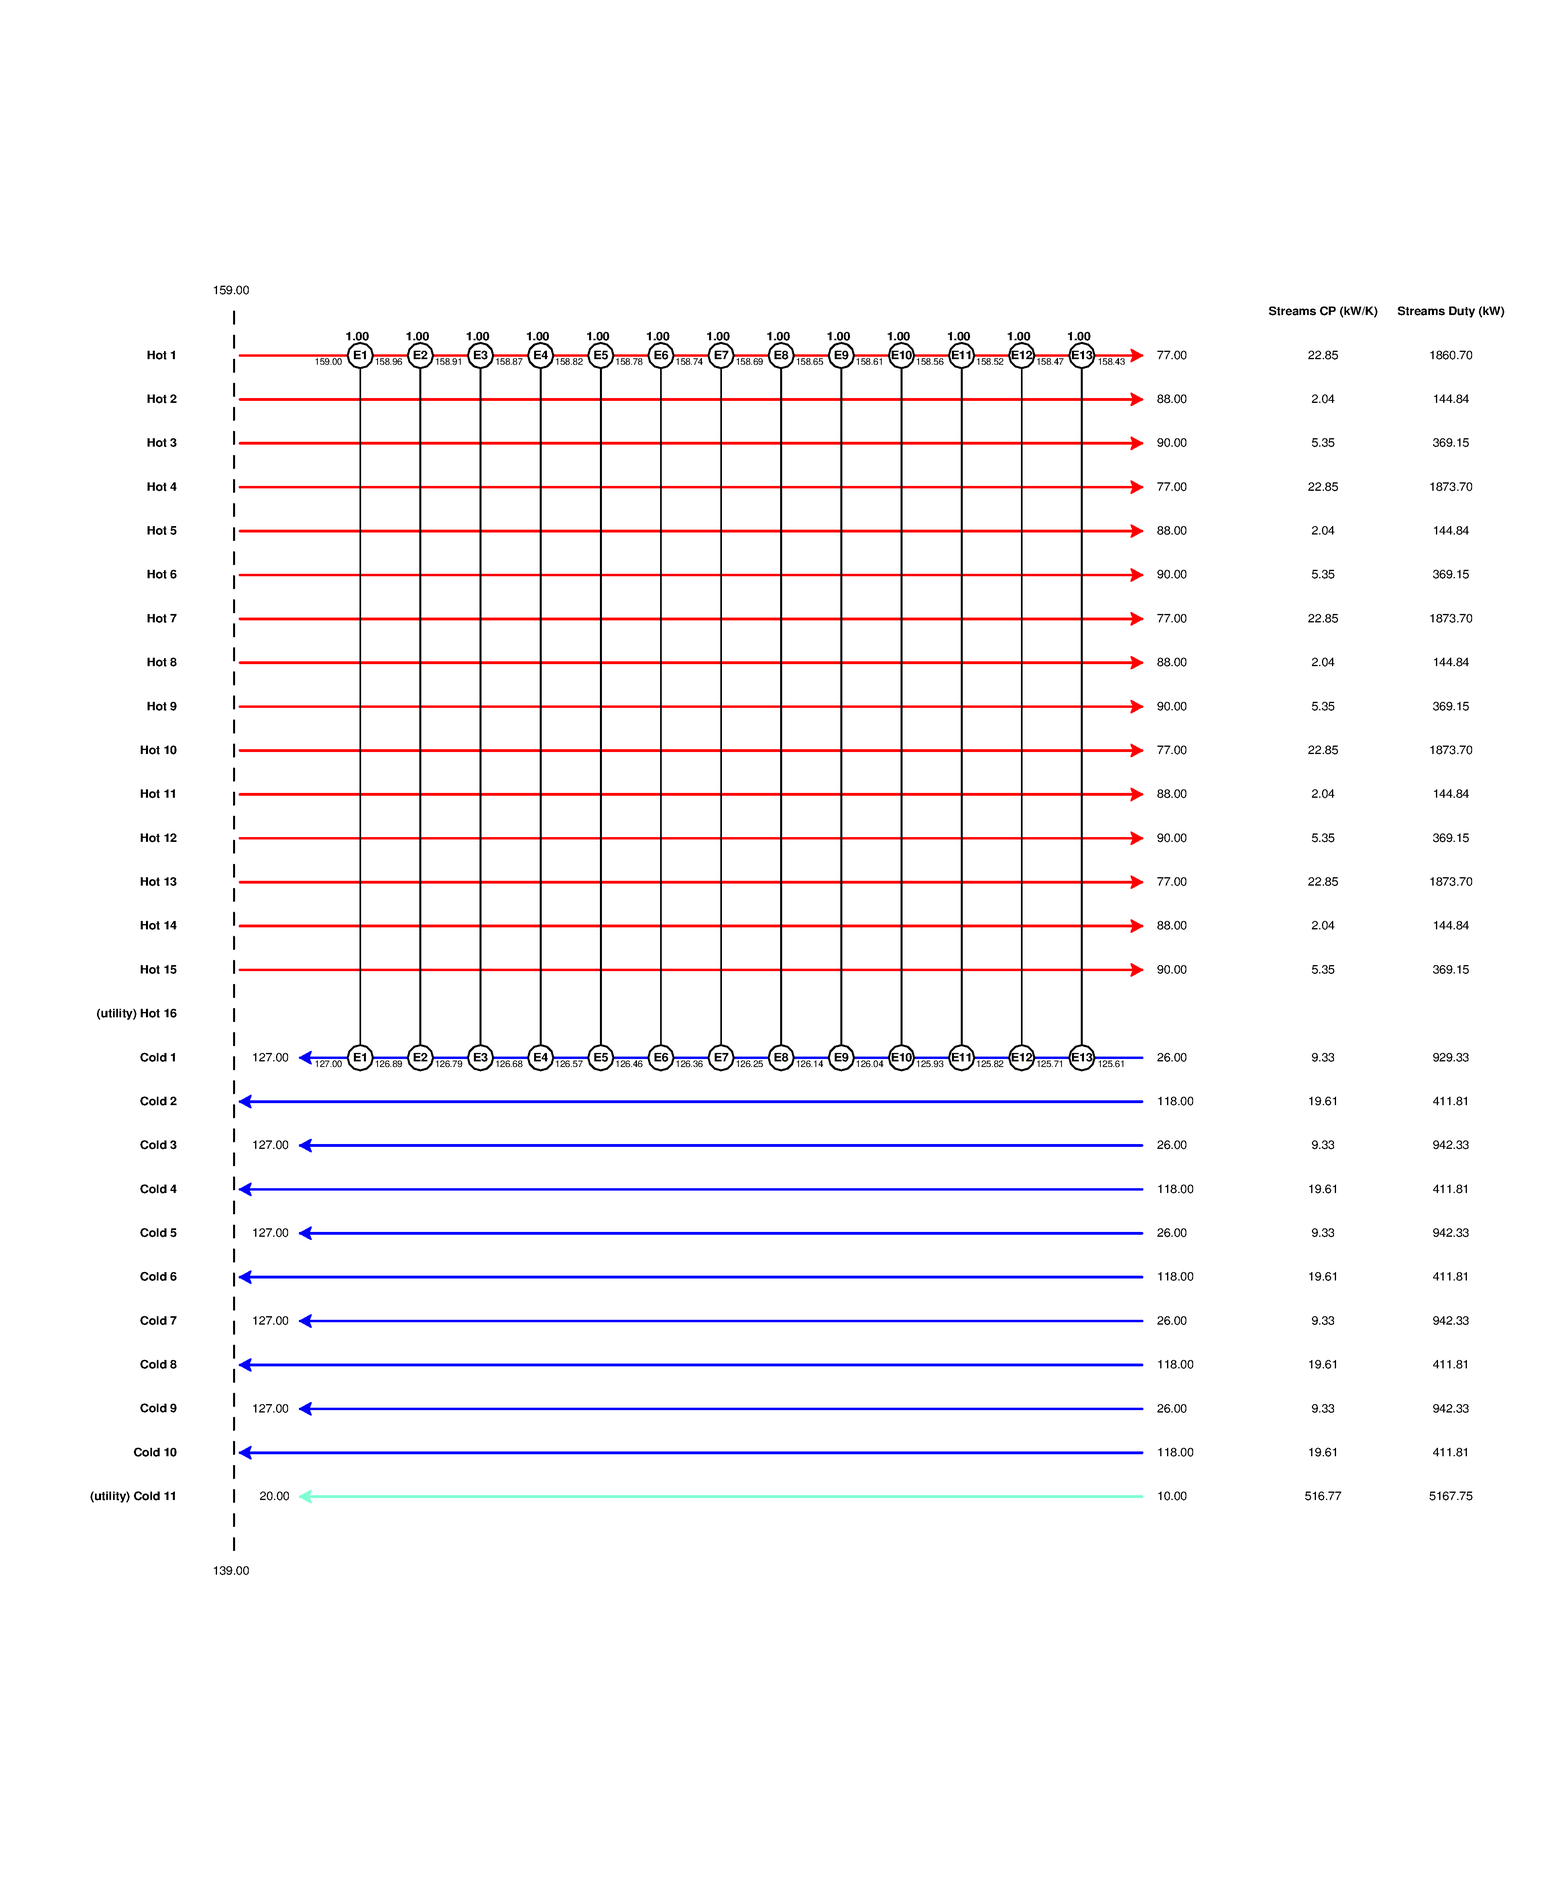 159.00
Streams CP (kW/K) Streams Duty (kW)
1.00 1.00 1.00 1.00 1.00 1.00 1.00 1.00 1.00 1.00 1.00 1.00 1.00
Hot 1 E1 E2 E3 E4 E5 E6 E7 E8 E9 E10 E11 E12 E13 77.00 22.85 1860.70
159.00 158.96 158.91 158.87 158.82 158.78 158.74 158.69 158.65 158.61 158.56 158.52 158.47 158.43
Hot 2 88.00 2.04 144.84
Hot 3 90.00 5.35 369.15
Hot 4 77.00 22.85 1873.70
Hot 5 88.00 2.04 144.84
Hot 6 90.00 5.35 369.15
Hot 7 77.00 22.85 1873.70
Hot 8 88.00 2.04 144.84
Hot 9 90.00 5.35 369.15
Hot 10 77.00 22.85 1873.70
Hot 11 88.00 2.04 144.84
Hot 12 90.00 5.35 369.15
Hot 13 77.00 22.85 1873.70
Hot 14 88.00 2.04 144.84
Hot 15 90.00 5.35 369.15
(utility) Hot 16
Cold 1 127.00 E1 E2 E3 E4 E5 E6 E7 E8 E9 E10 E11 E12 E13 26.00 9.33 929.33
127.00 126.89 126.79 126.68 126.57 126.46 126.36 126.25 126.14 126.04 125.93 125.82 125.71 125.61
Cold 2 118.00 19.61 411.81
Cold 3 127.00 26.00 9.33 942.33
Cold 4 118.00 19.61 411.81
Cold 5 127.00 26.00 9.33 942.33
Cold 6 118.00 19.61 411.81
Cold 7 127.00 26.00 9.33 942.33
Cold 8 118.00 19.61 411.81
Cold 9 127.00 26.00 9.33 942.33
Cold 10 118.00 19.61 411.81
(utility) Cold 11 20.00 10.00 516.77 5167.75
139.00